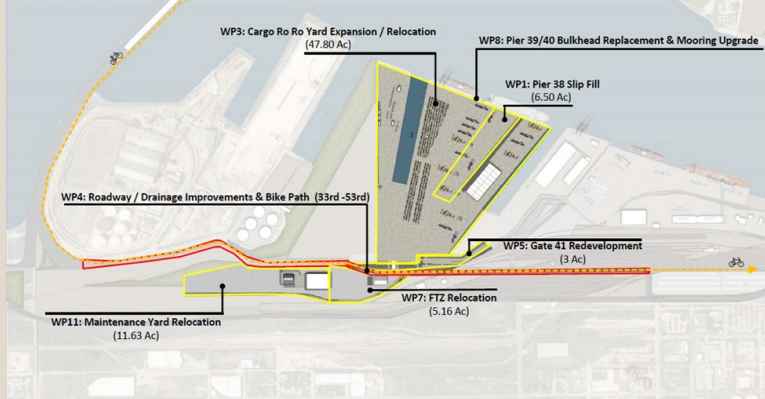 WP3: Cargo Ro Ro Yard Expansion / Relocation
(47.80 Ac)
WP8: Pier 39/40 Bulkhead Replacement & Mooring Upgrade
WP1: Pier 38 Slip Fill
(6.50 Ac)
WP4: Roadway / Drainage Improvements & Bike Path (33rd -53rd)
WP5: Gate 41 Redevelopment
(3 Ac)
WP7: FTZ Relocation
(5.16 Ac)
WP11: Maintenance Yard Relocation
(11.63 Ac)